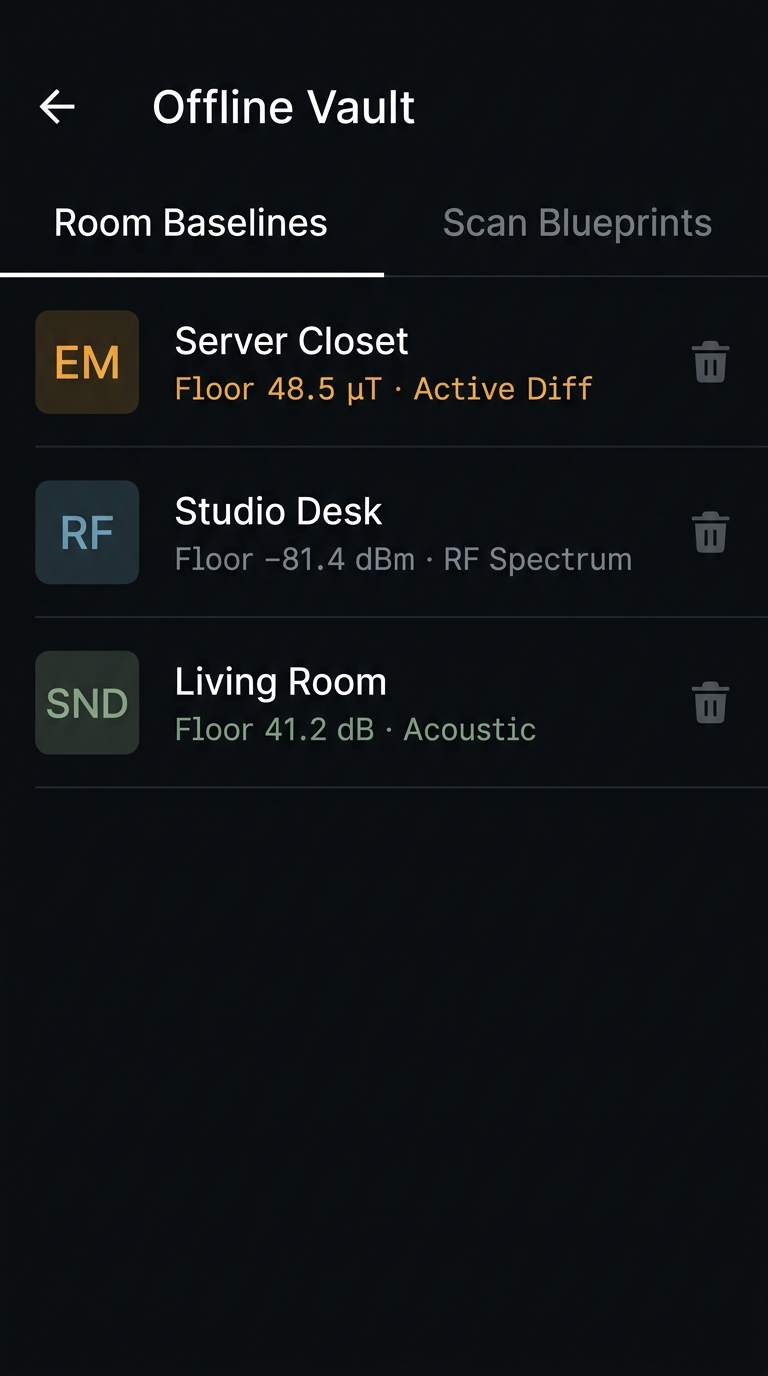 Offline Vault
Room Baselines
Scan Blueprints
EM
Server Closet
Floor 48.5 µT · Active Diff
RF
Studio Desk
Floor −81.4 dBm · RF Spectrum
SND
Living Room
Floor 41.2 dB · Acoustic